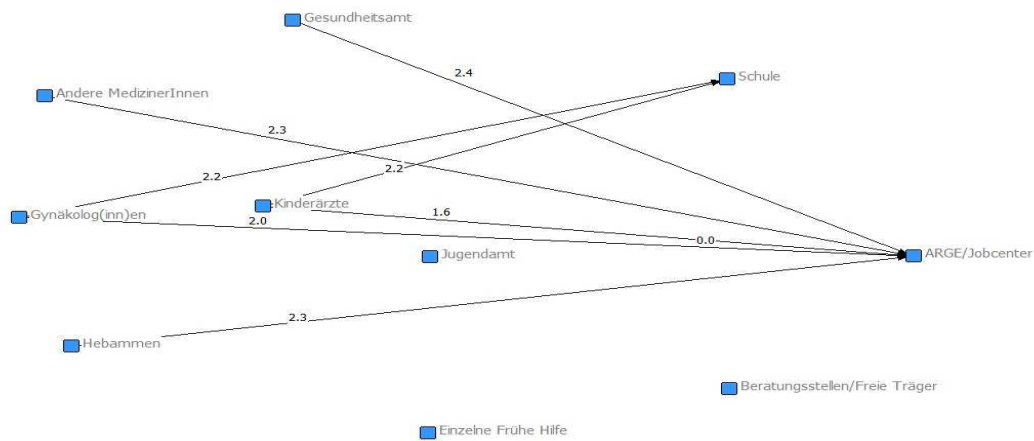 Gesundheitsamt
2.4
Schule
Andere MedizinerInnen
2.3
2.2
2.2
Kinderärzte
1.6
Gynäkolog(inn)en
2.0
0.0
Jugendamt
ARGE/Jobcenter
2.3
Hebammen
Beratungsstellen/Freie Träger
Einzelne Frühe Hilfe